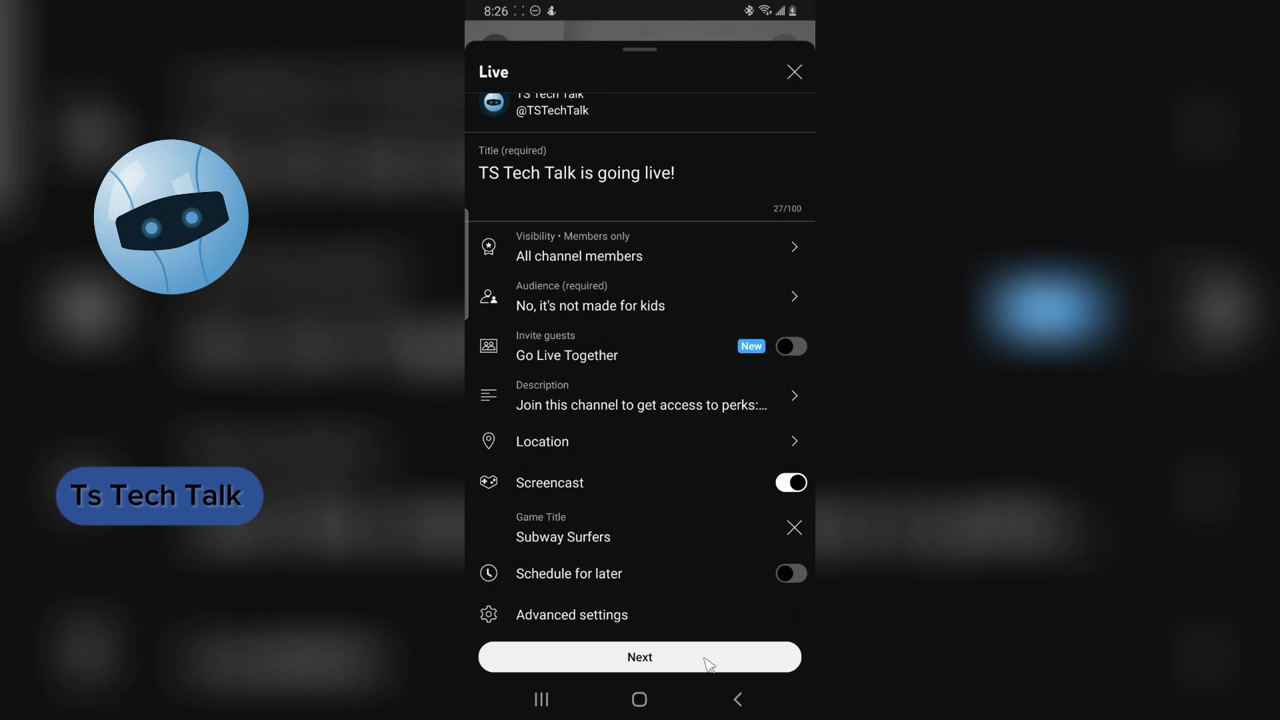 8:26
Live
TS Tech Talk
@TSTechTalk
Title (required)
TS Tech Talk is going live!
27/100
Visibility • Members only
All channel members
Audience (required)
No, it's not made for kids
Invite guests
Go Live Together
New
Description
Join this channel to get access to perks:...
Location
Screencast
Game Title
Subway Surfers
Schedule for later
Advanced settings
Next
Ts Tech Talk